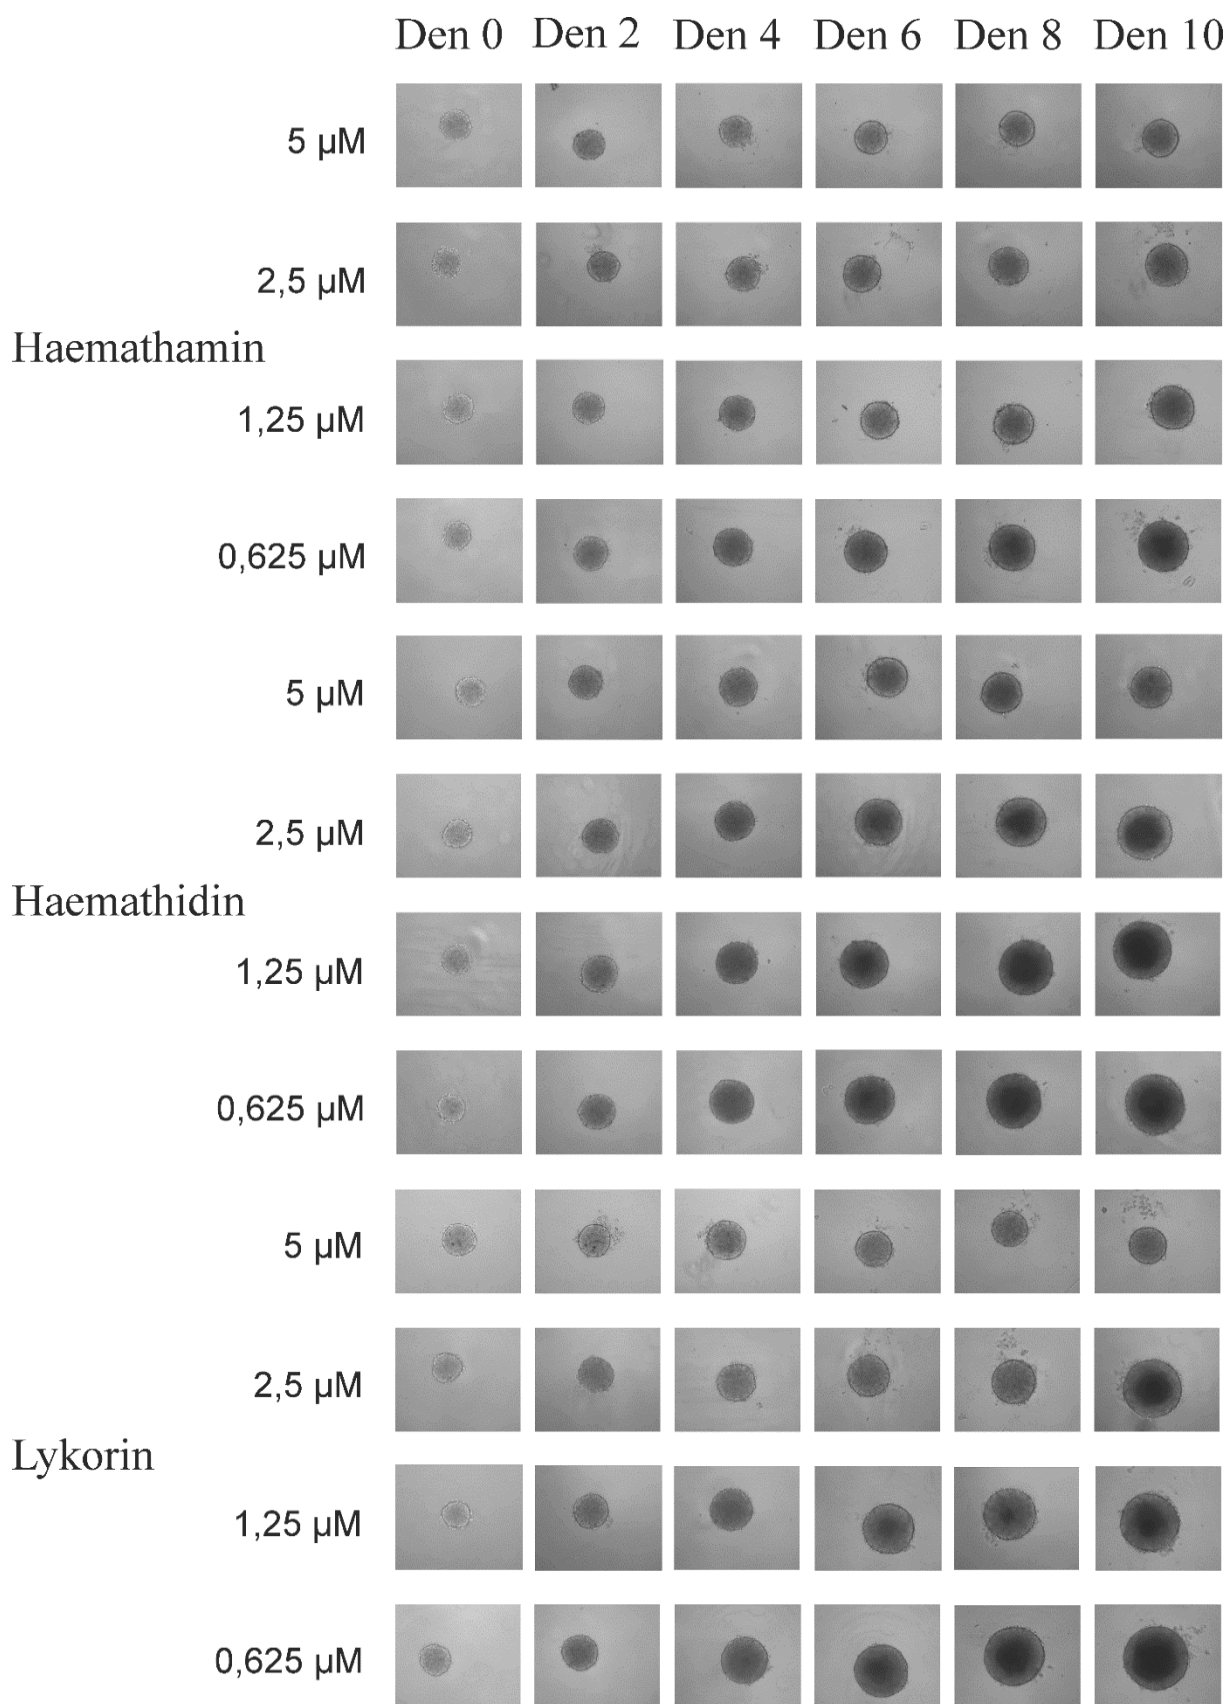 Den 0 Den 2 Den 4 Den 6 Den 8 Den 10
5 µM
2,5 µM
Haemathamin
1,25 µM
0,625 µM
5 µM
2,5 µM
Haemathidin
1,25 µM
0,625 µM
5 µM
2,5 µM
Lykorin
1,25 µM
0,625 µM